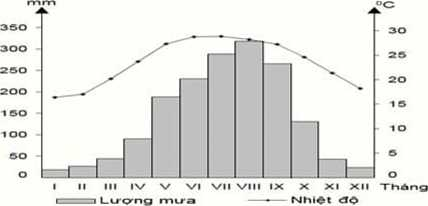 mm °C
350 30
300 25
250 20
200 15
150 10
100 5
50 0
0
I II III IV V VI VII VIII IX X XI XII Tháng
Lượng mưa Nhiệt độ